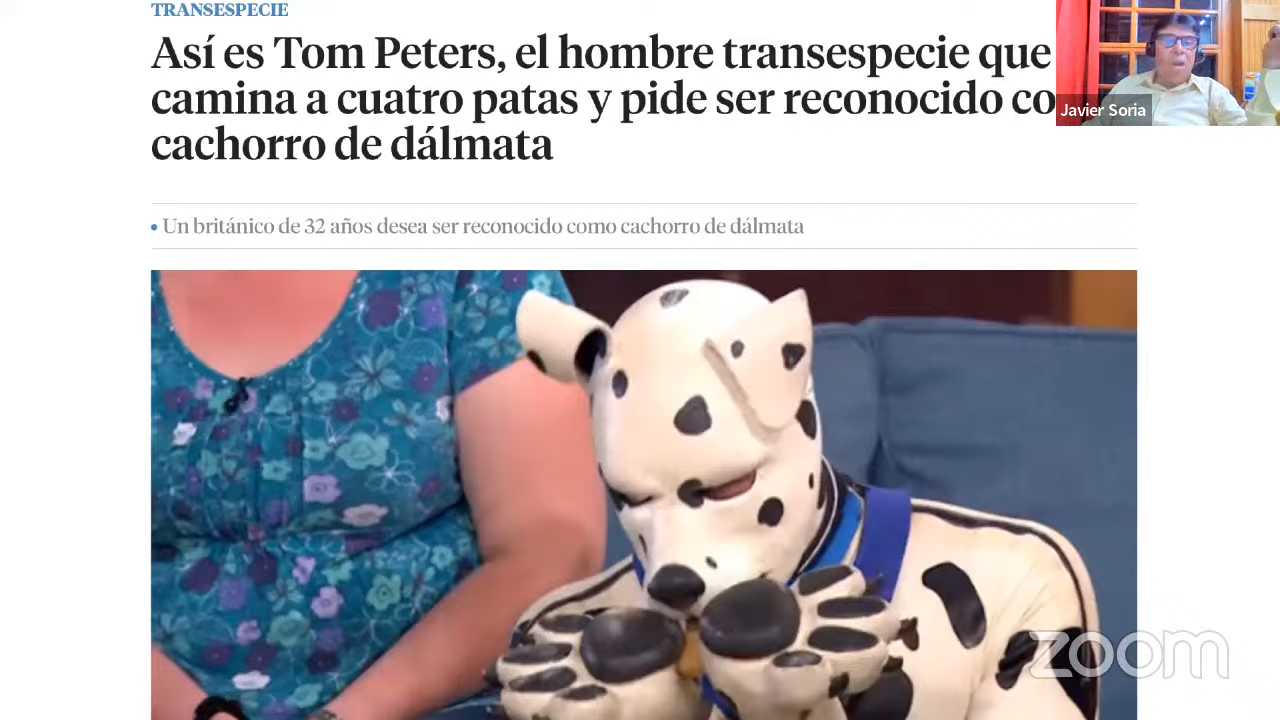 TRANSESPECIE
Así es Tom Peters, el hombre transespecie que
camina a cuatro patas y pide ser reconocido co
cachorro de dálmata
• Un británico de 32 años desea ser reconocido como cachorro de dálmata
Javier Soria
zoom